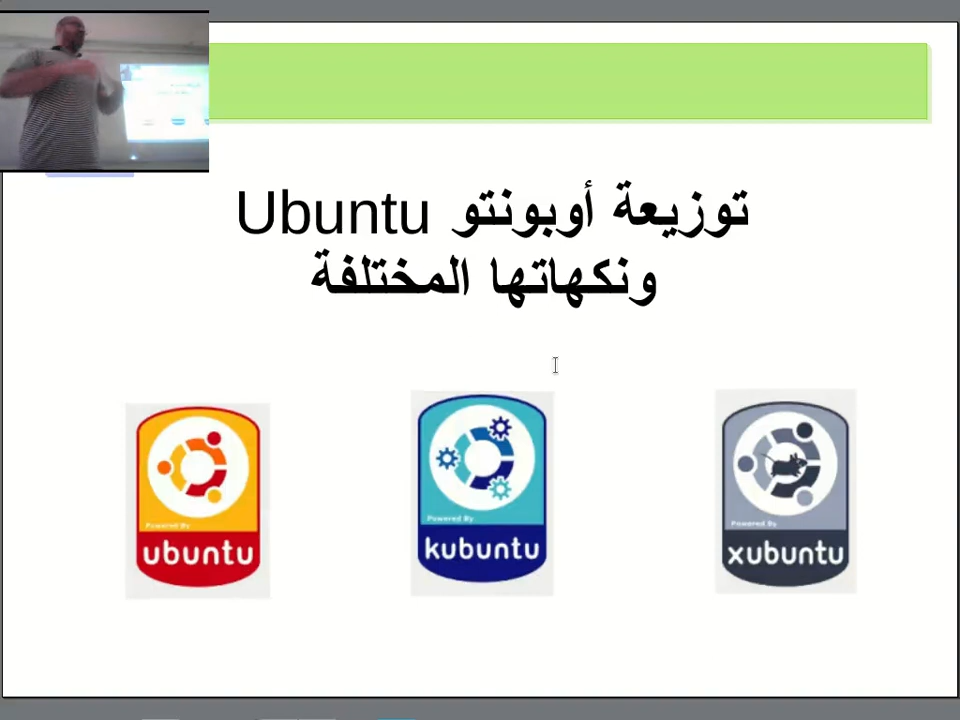 توزيعة أوبونتو Ubuntu
ونكهاتها المختلفة
Powered By
ubuntu
Powered By
kubuntu
Powered By
xubuntu